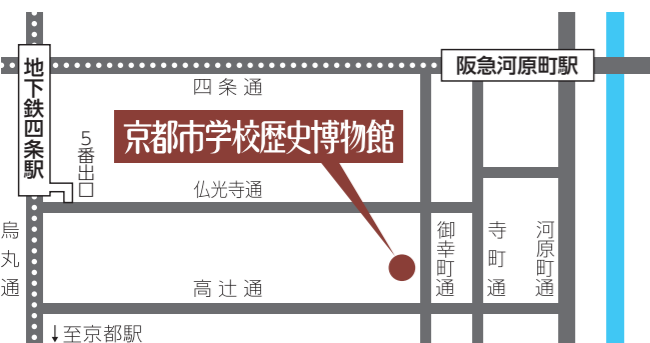 阪急河原町駅
地下鉄四条駅
四条通
京都市学校歴史博物館
5番出口
仏光寺通
烏丸通
御幸町通
寺町通
河原町通
高辻通
↓至京都駅